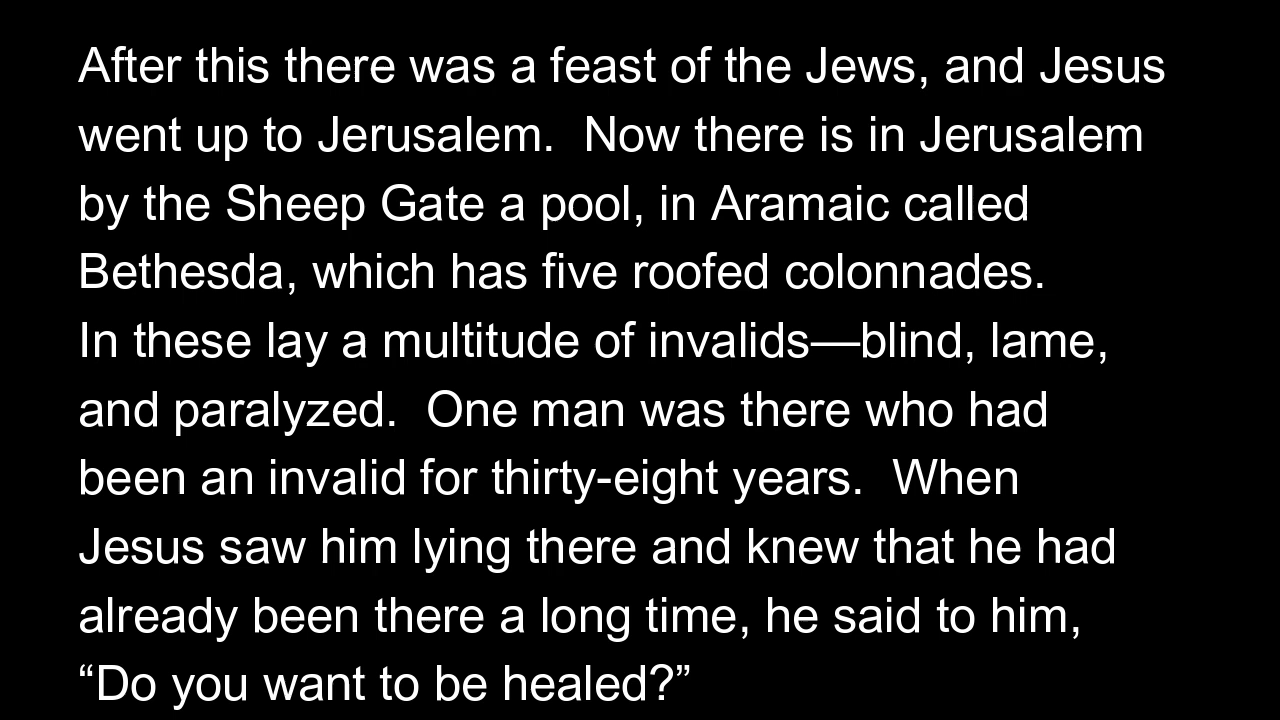 After this there was a feast of the Jews, and Jesus
went up to Jerusalem.  Now there is in Jerusalem
by the Sheep Gate a pool, in Aramaic called
Bethesda, which has five roofed colonnades.
In these lay a multitude of invalids—blind, lame,
and paralyzed.  One man was there who had
been an invalid for thirty-eight years.  When
Jesus saw him lying there and knew that he had
already been there a long time, he said to him,
“Do you want to be healed?”